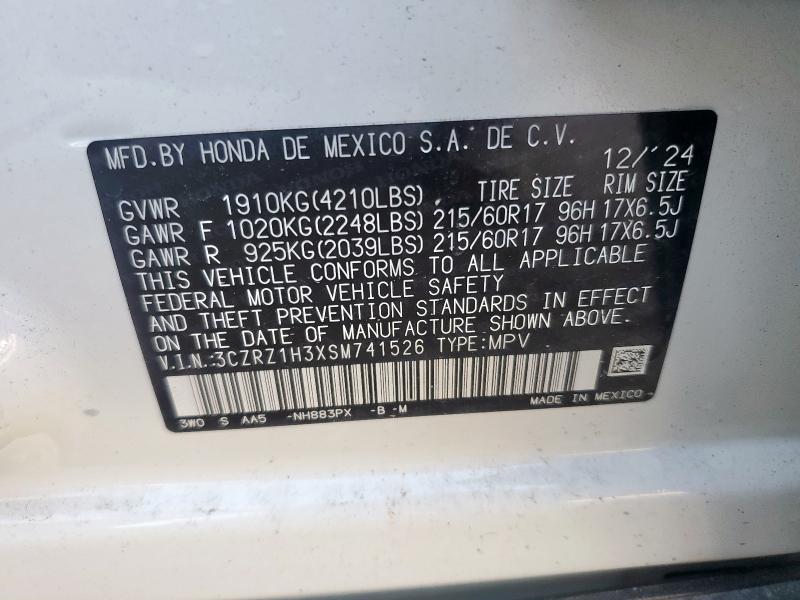 MFD.BY HONDA DE MEXICO S.A. DE C.V. 12/'24
GVWR 1910KG(4210LBS) TIRE SIZE RIM SIZE
GAWR F 1020KG(2248LBS) 215/60R17 96H 17X6.5J
GAWR R 925KG(2039LBS) 215/60R17 96H 17X6.5J
THIS VEHICLE CONFORMS TO ALL APPLICABLE
FEDERAL MOTOR VEHICLE SAFETY
AND THEFT PREVENTION STANDARDS IN EFFECT
ON THE DATE OF MANUFACTURE SHOWN ABOVE.
V.I.N.:3CZRZ1H3XSM741526 TYPE:MPV
3W0 S AA5 -NH883PX -B -M MADE IN MEXICO